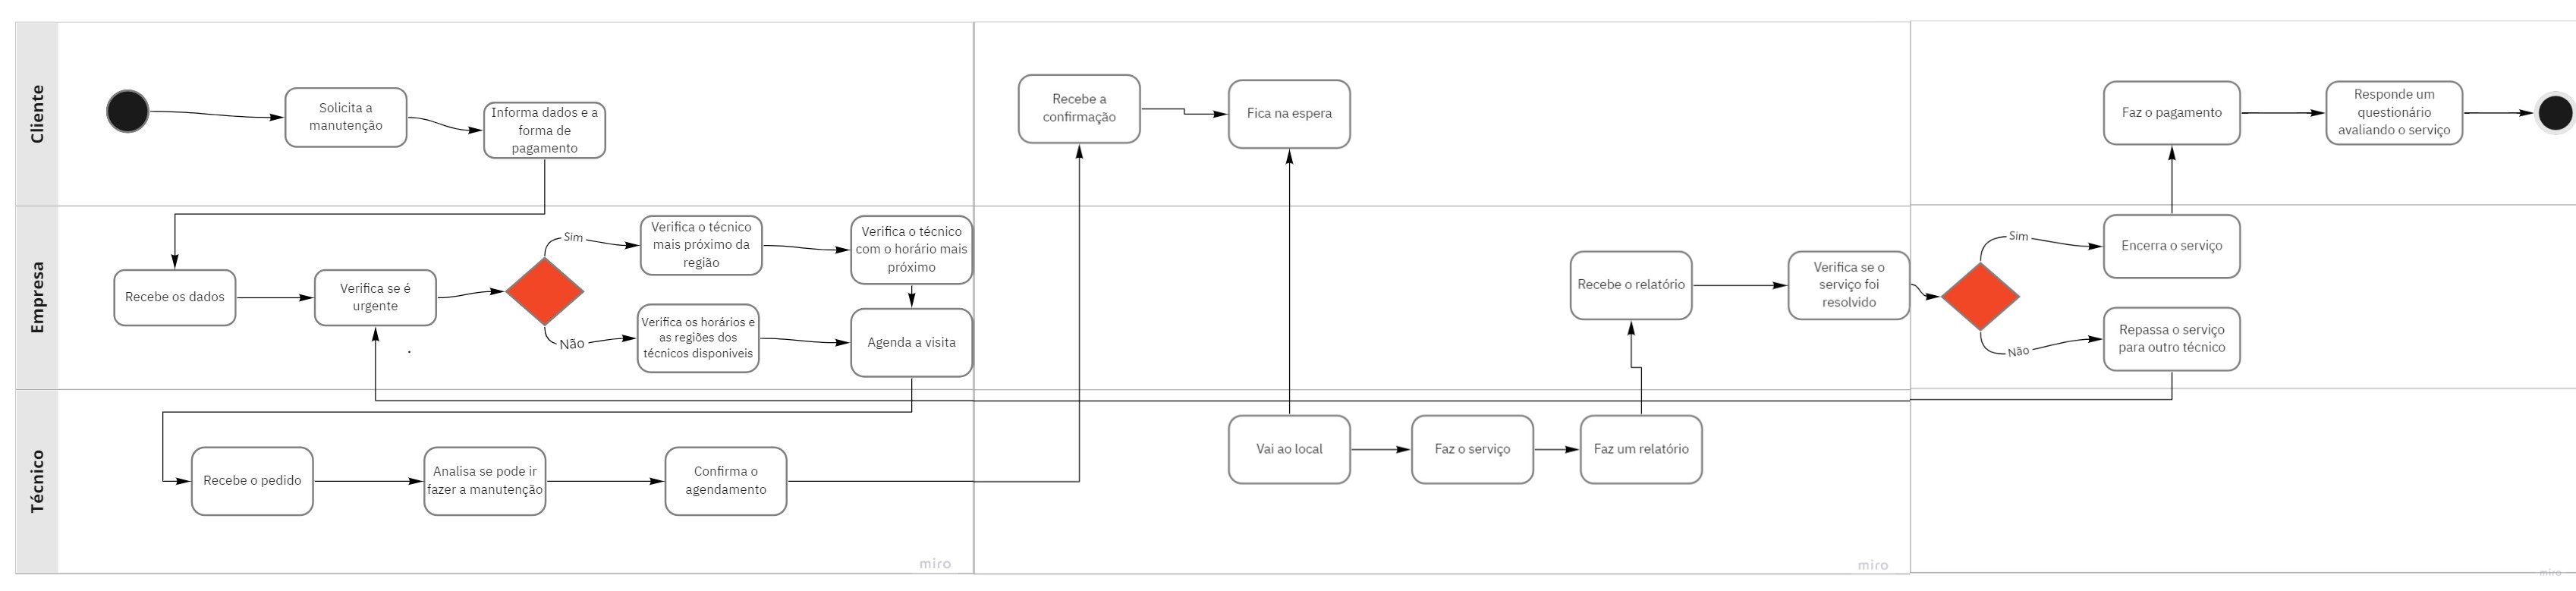 Cliente
Solicita a
manutenção
Informa dados e a
forma de
pagamento
Recebe a
confirmação
Fica na espera
Faz o pagamento
Responde um
questionário
avaliando o serviço
Empresa
Recebe os dados
Verifica se é
urgente
Sim
Não
Verifica o técnico
mais próximo da
região
Verifica o técnico
com o horário mais
próximo
Verifica os horários e
as regiões dos
técnicos disponiveis
Agenda a visita
Recebe o relatório
Verifica se o
serviço foi
resolvido
Sim
Não
Encerra o serviço
Repassa o serviço
para outro técnico
Técnico
Recebe o pedido
Analisa se pode ir
fazer a manutenção
Confirma o
agendamento
Vai ao local
Faz o serviço
Faz um relatório
miro
miro
miro